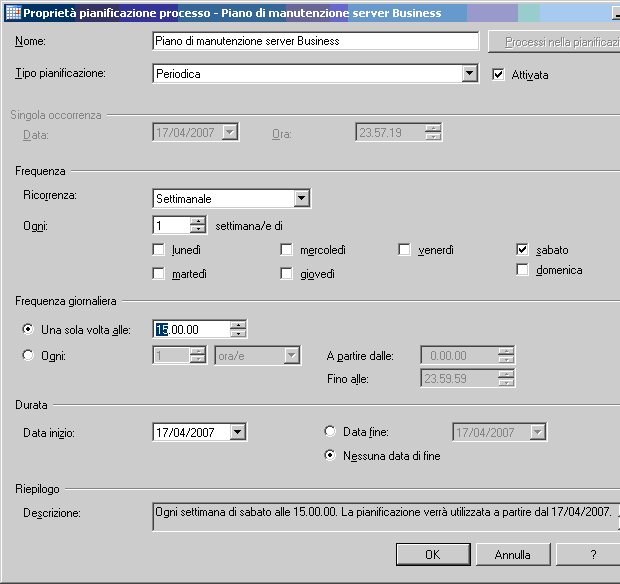 Proprietà pianificazione processo - Piano di manutenzione server Business
Nome: Piano di manutenzione server Business Processi nella pianificazi
Tipo pianificazione: Periodica Attivata
Singola occorrenza
Data: 17/04/2007 Ora: 23.57.19
Frequenza
Ricorrenza: Settimanale
Ogni: 1 settimana/e di
lunedì mercoledì venerdì sabato
martedì giovedì domenica
Frequenza giornaliera
Una sola volta alle: 15.00.00
Ogni: 1 ora/e A partire dalle: 0.00.00
Fino alle: 23.59.59
Durata
Data inizio: 17/04/2007 Data fine: 17/04/2007
Nessuna data di fine
Riepilogo
Descrizione: Ogni settimana di sabato alle 15.00.00. La pianificazione verrà utilizzata a partire dal 17/04/2007.
OK Annulla ?